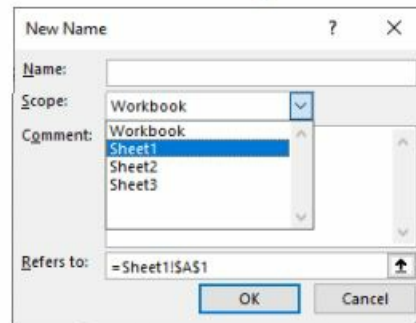 New Name
?
Name:
Scope:
Workbook
Comment:
Workbook
Sheet1
Sheet2
Sheet3
Refers to:
=Sheet1!$A$1
OK
Cancel